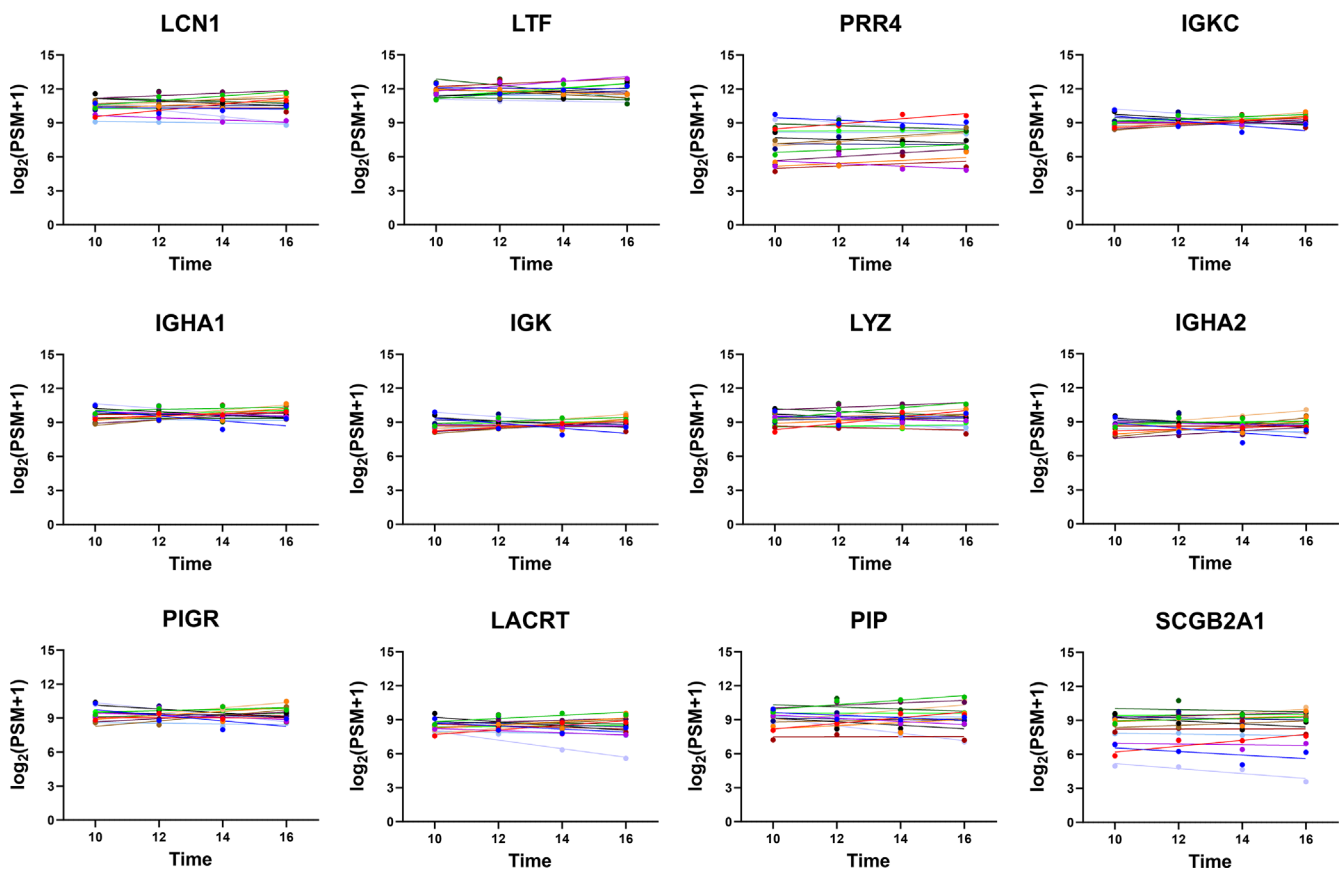 LCN1
LTF
PRR4
IGKC
log2(PSM+1)
15
12
9
6
3
0
10 12 14 16
Time
log2(PSM+1)
15
12
9
6
3
0
10 12 14 16
Time
log2(PSM+1)
15
12
9
6
3
0
10 12 14 16
Time
log2(PSM+1)
15
12
9
6
3
0
10 12 14 16
Time
IGHA1
IGK
LYZ
IGHA2
log2(PSM+1)
15
12
9
6
3
0
10 12 14 16
Time
log2(PSM+1)
15
12
9
6
3
0
10 12 14 16
Time
log2(PSM+1)
15
12
9
6
3
0
10 12 14 16
Time
log2(PSM+1)
15
12
9
6
3
0
10 12 14 16
Time
PIGR
LACRT
PIP
SCGB2A1
log2(PSM+1)
15
12
9
6
3
0
10 12 14 16
Time
log2(PSM+1)
15
12
9
6
3
0
10 12 14 16
Time
log2(PSM+1)
15
12
9
6
3
0
10 12 14 16
Time
log2(PSM+1)
15
12
9
6
3
0
10 12 14 16
Time